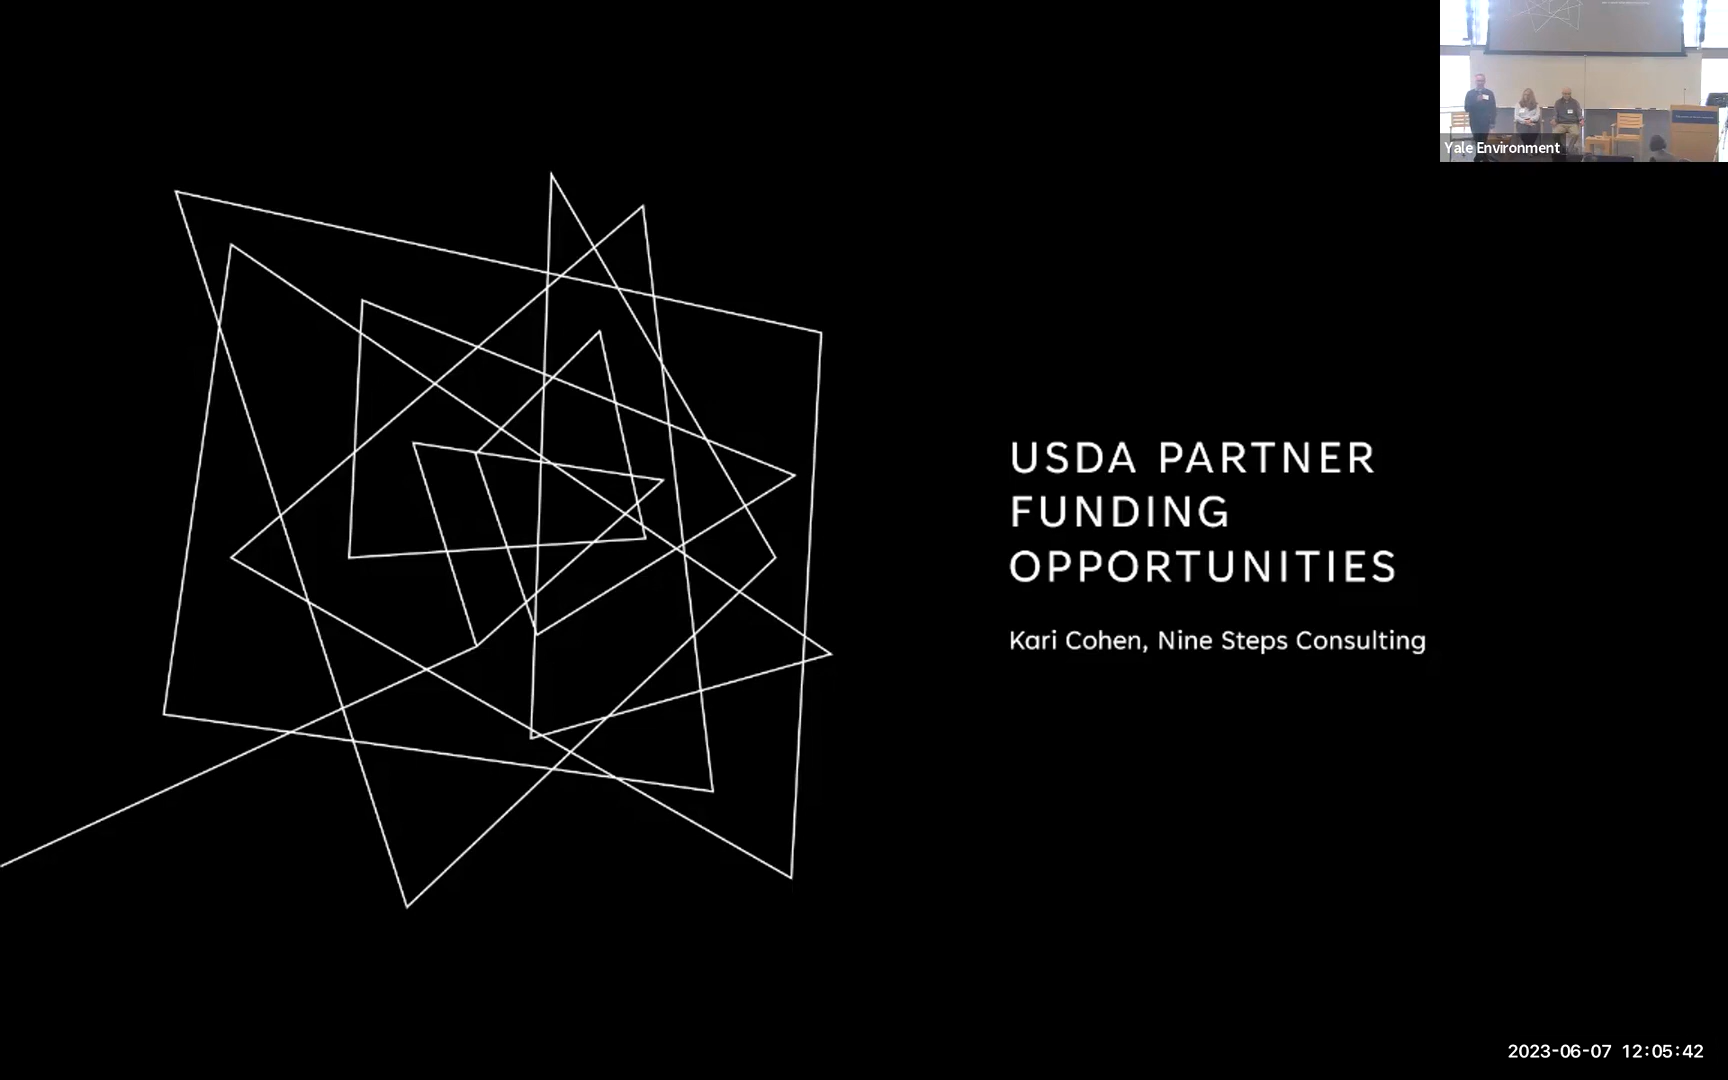 Yale Environment
USDA PARTNER
FUNDING
OPPORTUNITIES
Kari Cohen, Nine Steps Consulting
2023-06-07 12:05:42